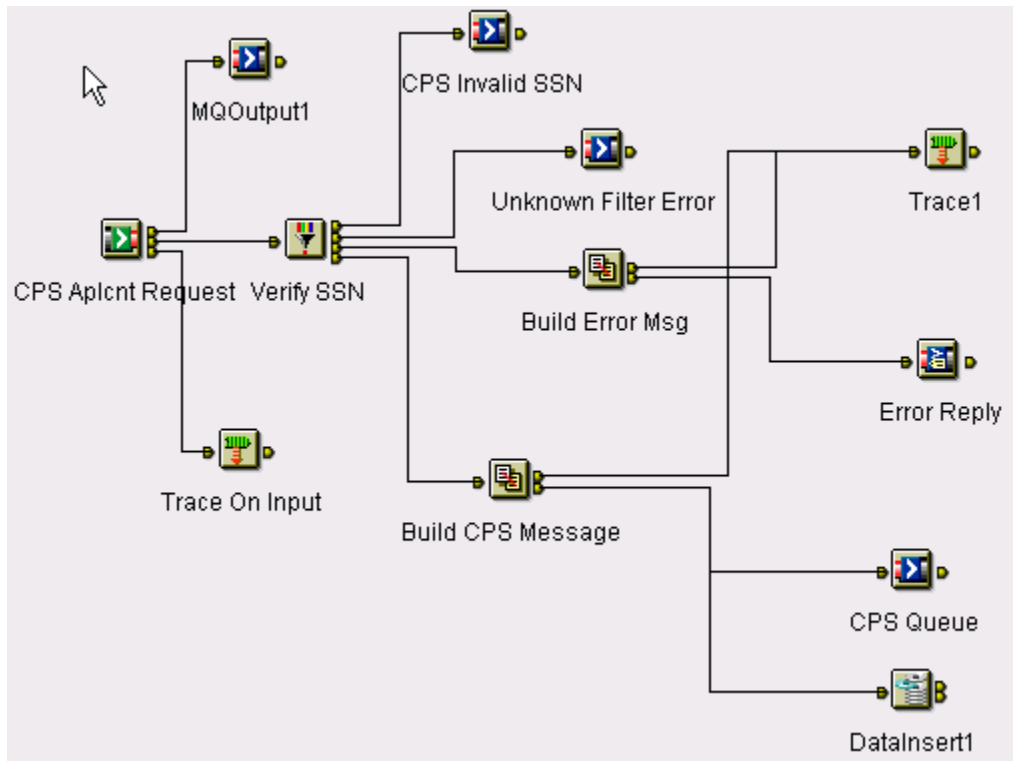 CPS Invalid SSN
MQOutput1
Unknown Filter Error
Trace1
CPS Aplcnt Request
Verify SSN
Build Error Msg
Error Reply
Trace On Input
Build CPS Message
CPS Queue
DataInsert1